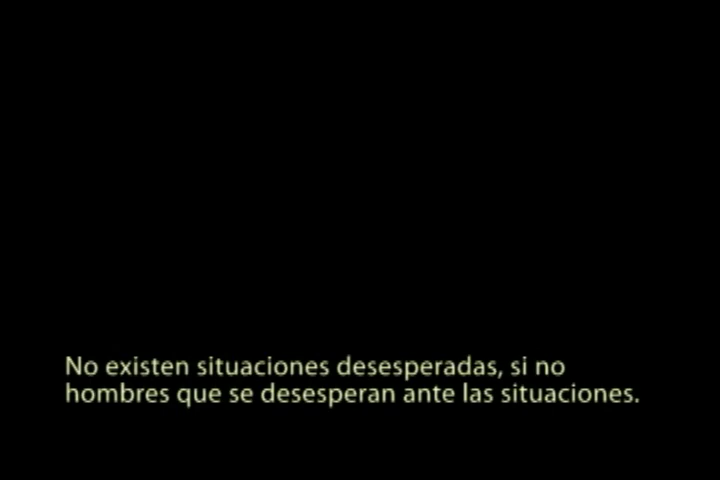 No existen situaciones desesperadas, si no
hombres que se desesperan ante las situaciones.